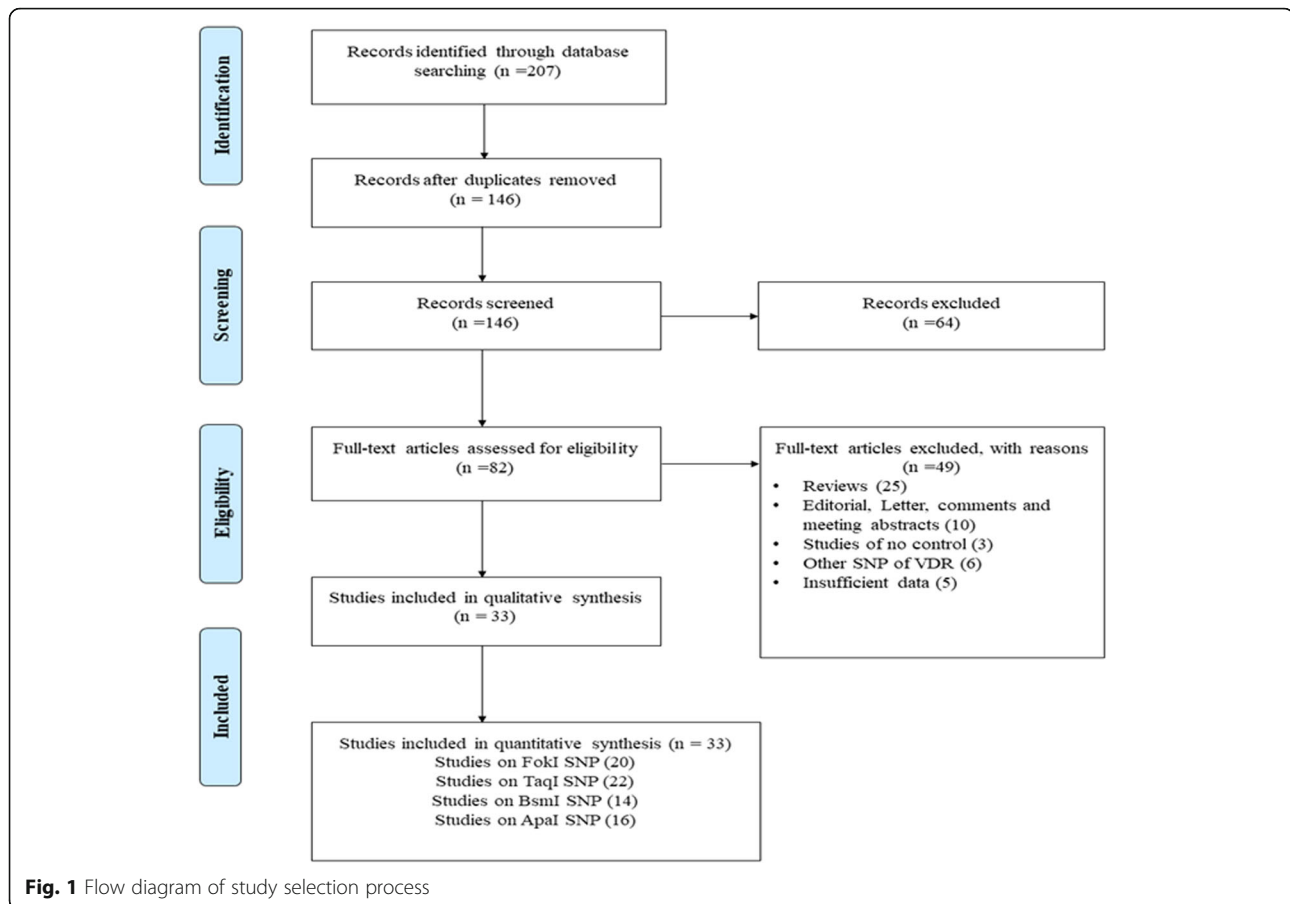 Identification
Records identified through database
searching (n =207)
Records after duplicates removed
(n = 146)
Screening
Records screened
(n =146)
Records excluded
(n =64)
Eligibility
Full-text articles assessed for eligibility
(n =82)
Full-text articles excluded, with reasons
(n =49)
• Reviews (25)
• Editorial, Letter, comments and
meeting abstracts (10)
• Studies of no control (3)
• Other SNP of VDR (6)
• Insufficient data (5)
Studies included in qualitative synthesis
(n = 33)
Included
Studies included in quantitative synthesis (n = 33)
Studies on FokI SNP (20)
Studies on TaqI SNP (22)
Studies on BsmI SNP (14)
Studies on ApaI SNP (16)
Fig. 1 Flow diagram of study selection process